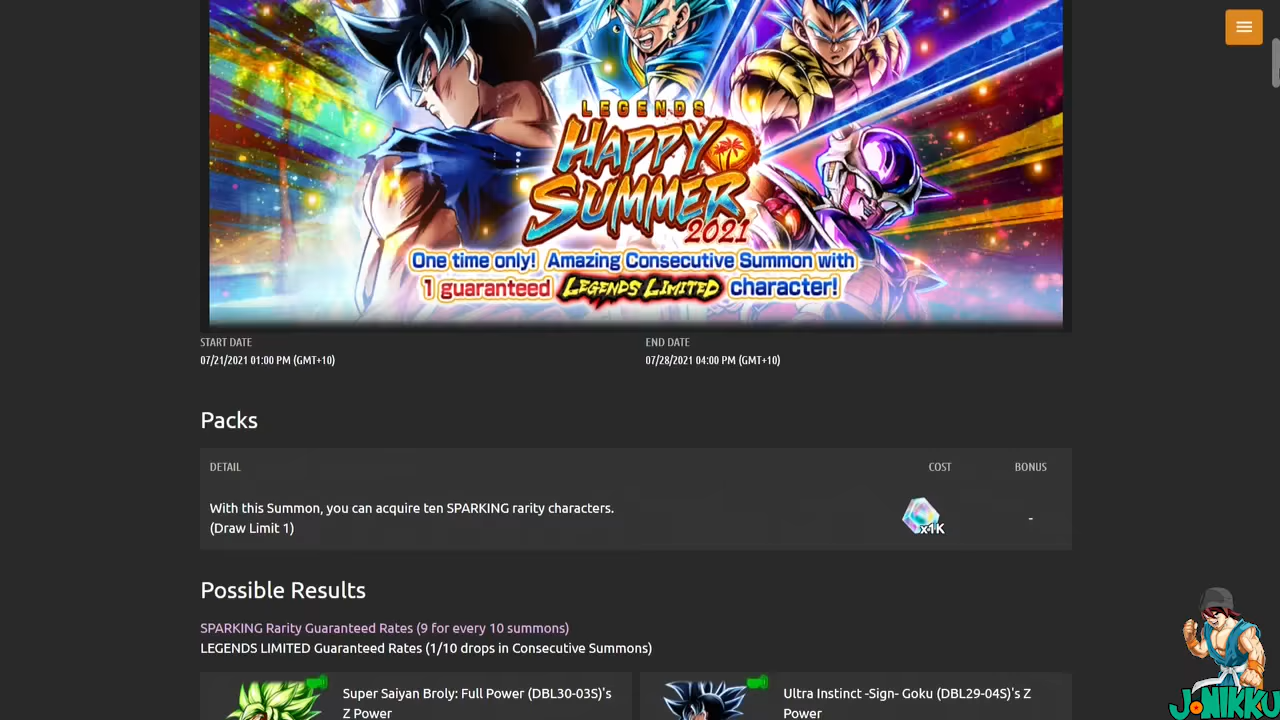 LEGENDS
HAPPY
SUMMER
2021
One time only! Amazing Consecutive Summon with
1 guaranteed LEGENDS LIMITED character!
START DATE
07/21/2021 01:00 PM (GMT+10)
END DATE
07/28/2021 04:00 PM (GMT+10)
Packs
DETAIL
COST
BONUS
With this Summon, you can acquire ten SPARKING rarity characters.
(Draw Limit 1)
x1K
-
Possible Results
SPARKING Rarity Guaranteed Rates (9 for every 10 summons)
LEGENDS LIMITED Guaranteed Rates (1/10 drops in Consecutive Summons)
Super Saiyan Broly: Full Power (DBL30-03S)'s
Z Power
Ultra Instinct -Sign- Goku (DBL29-04S)'s Z
Power
JONIKKU